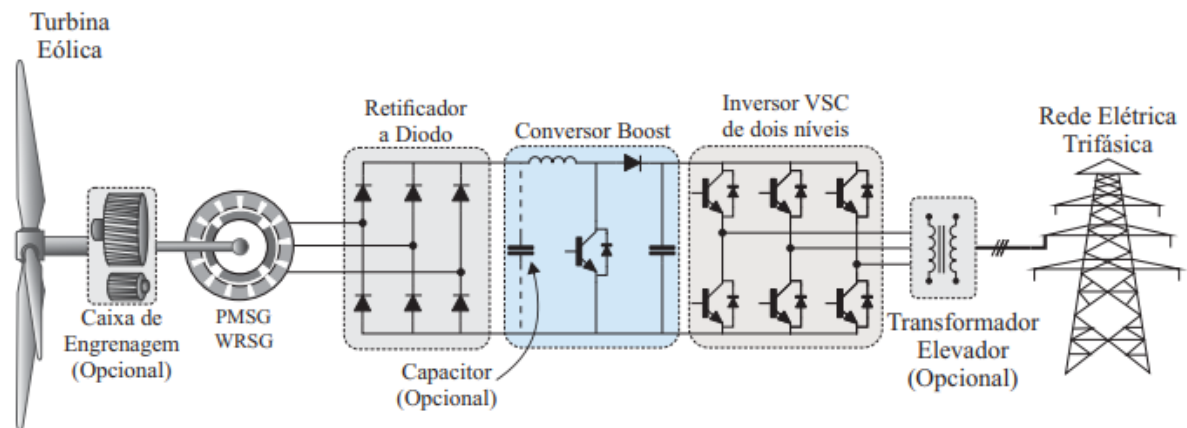 Turbina
Eólica
Retificador
a Diodo
Conversor Boost
Inversor VSC
de dois níveis
Rede Elétrica
Trifásica
Caixa de
Engrenagem
(Opcional)
PMSG
WRSG
Capacitor
(Opcional)
Transformador
Elevador
(Opcional)